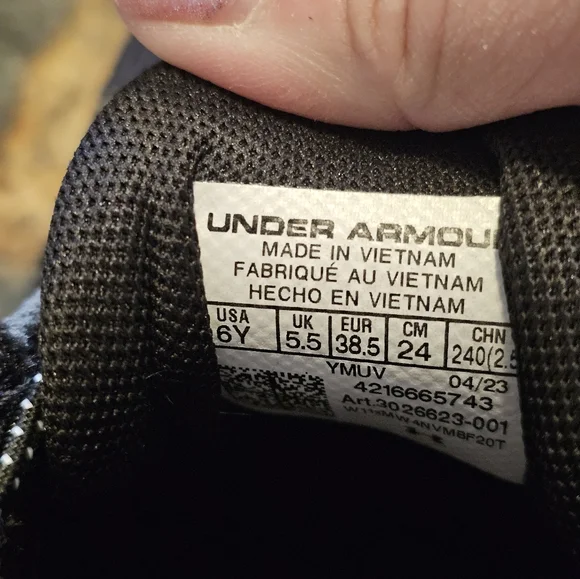 UNDER ARMOU
MADE IN VIETNAM
FABRIQUÉ AU VIETNAM
HECHO EN VIETNAM
USA UK EUR CM CHN
6Y 5.5 38.5 24 240(2.5
YMUV 04/23
4216665743
Art.3026623-001